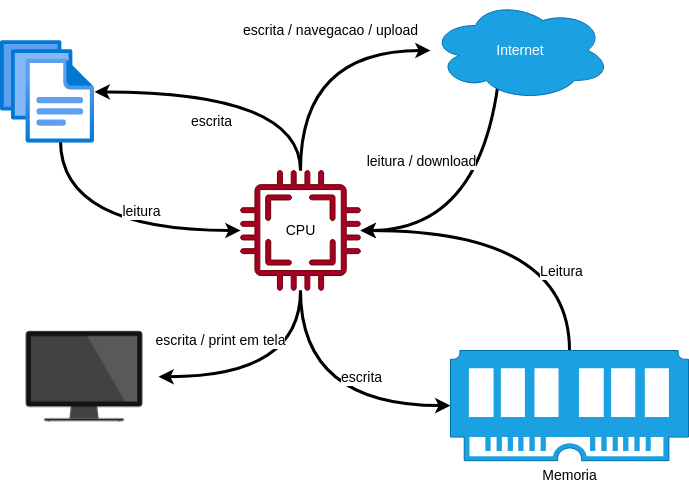 escrita / navegacao / upload
Internet
escrita
leitura / download
leitura
CPU
Leitura
escrita / print em tela
escrita
Memoria